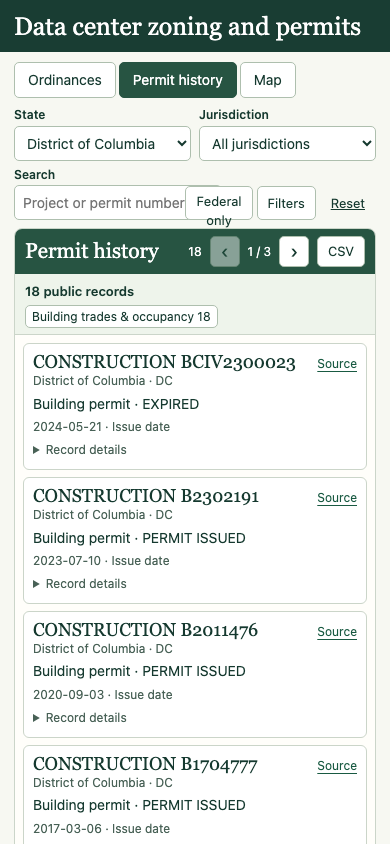 Data center zoning and permits
Ordinances
Permit history
Map
State
Jurisdiction
District of Columbia
All jurisdictions
Search
Project or permit number
Federal only
Filters
Reset
Permit history
18
‹
1 / 3
›
CSV
18 public records
Building trades & occupancy 18
CONSTRUCTION BCIV2300023
Source
District of Columbia · DC
Building permit · EXPIRED
2024-05-21 · Issue date
▶ Record details
CONSTRUCTION B2302191
Source
District of Columbia · DC
Building permit · PERMIT ISSUED
2023-07-10 · Issue date
▶ Record details
CONSTRUCTION B2011476
Source
District of Columbia · DC
Building permit · PERMIT ISSUED
2020-09-03 · Issue date
▶ Record details
CONSTRUCTION B1704777
Source
District of Columbia · DC
Building permit · PERMIT ISSUED
2017-03-06 · Issue date